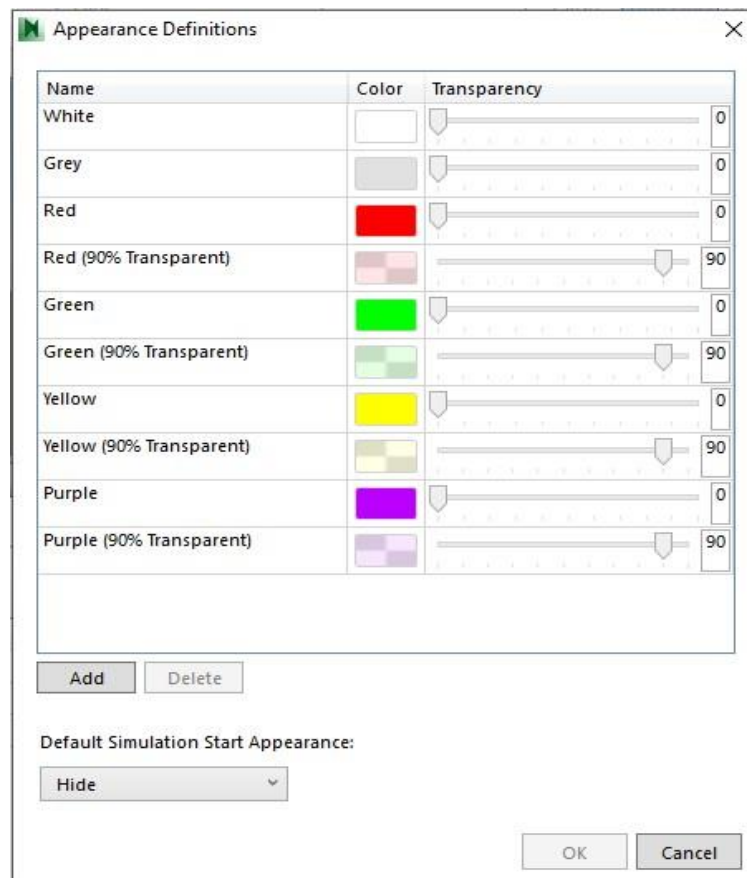 Appearance Definitions
Name Color Transparency
White 0
Grey 0
Red 0
Red (90% Transparent) 90
Green 0
Green (90% Transparent) 90
Yellow 0
Yellow (90% Transparent) 90
Purple 0
Purple (90% Transparent) 90
Add Delete
Default Simulation Start Appearance:
Hide
OK Cancel